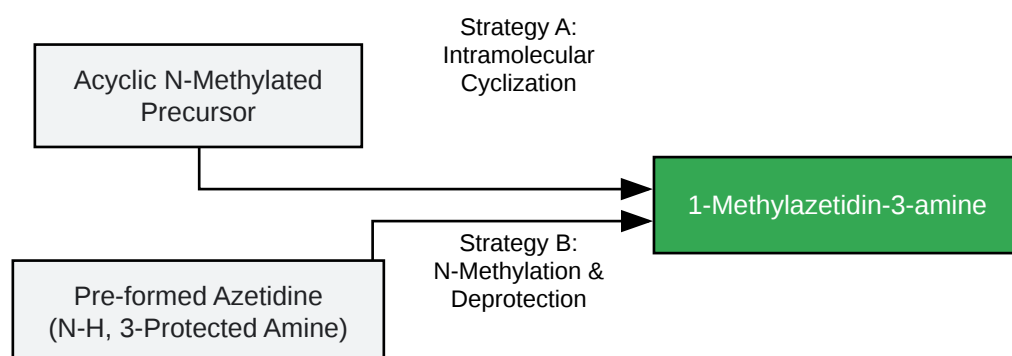 Strategy A:
Intramolecular
Cyclization
Acyclic N-Methylated
Precursor
1-Methylazetidin-3-amine
Strategy B:
N-Methylation &
Deprotection
Pre-formed Azetidine
(N-H, 3-Protected Amine)